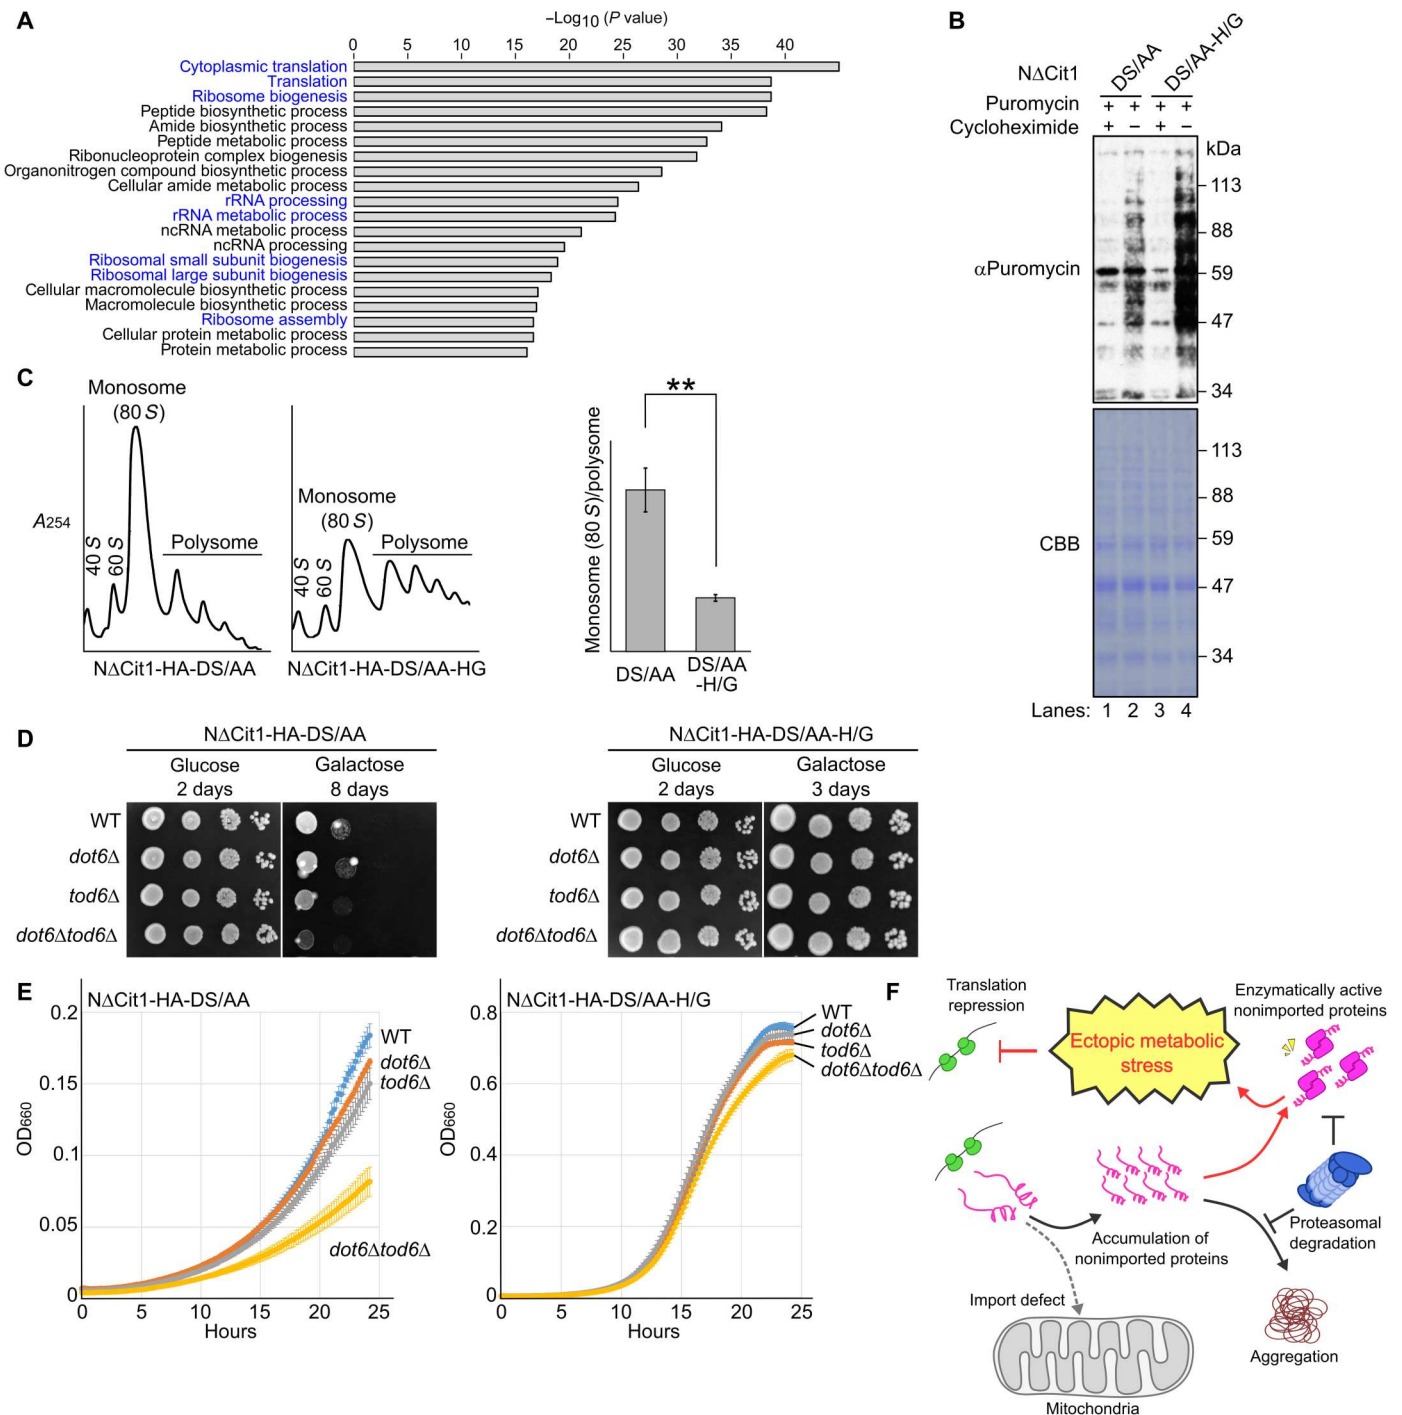 A
–Log10 (P value)
0 5 10 15 20 25 30 35 40
Cytoplasmic translation
Translation
Ribosome biogenesis
Peptide biosynthetic process
Amide biosynthetic process
Peptide metabolic process
Ribonucleoprotein complex biogenesis
Organonitrogen compound biosynthetic process
Cellular amide metabolic process
rRNA processing
rRNA metabolic process
ncRNA metabolic process
ncRNA processing
Ribosomal small subunit biogenesis
Ribosomal large subunit biogenesis
Cellular macromolecule biosynthetic process
Macromolecule biosynthetic process
Ribosome assembly
Cellular protein metabolic process
Protein metabolic process
B
NΔCit1 DS/AA DS/AA-H/G
Puromycin + + + +
Cycloheximide + – + –
kDa
113
88
αPuromycin 59
47
34
113
88
CBB 59
47
34
Lanes: 1 2 3 4
C
Monosome
(80 S)
A254
40 S
60 S
Polysome
NΔCit1-HA-DS/AA
Monosome
(80 S)
40 S
60 S
Polysome
NΔCit1-HA-DS/AA-HG
**
Monosome (80 S)/polysome
DS/AA
DS/AA
-H/G
D
NΔCit1-HA-DS/AA
Glucose Galactose
2 days 8 days
WT
dot6Δ
tod6Δ
dot6Δtod6Δ
NΔCit1-HA-DS/AA-H/G
Glucose Galactose
2 days 3 days
WT
dot6Δ
tod6Δ
dot6Δtod6Δ
E
NΔCit1-HA-DS/AA
OD660
0.2
0.15
0.1
0.05
0
WT
dot6Δ
tod6Δ
dot6Δtod6Δ
0 5 10 15 20 25
Hours
NΔCit1-HA-DS/AA-H/G
OD660
0.8
0.6
0.4
0.2
0
WT
dot6Δ
tod6Δ
dot6Δtod6Δ
0 5 10 15 20 25
Hours
F
Translation
repression
Ectopic metabolic
stress
Enzymatically active
nonimported proteins
Accumulation of
nonimported proteins
Proteasomal
degradation
Import defect
Aggregation
Mitochondria